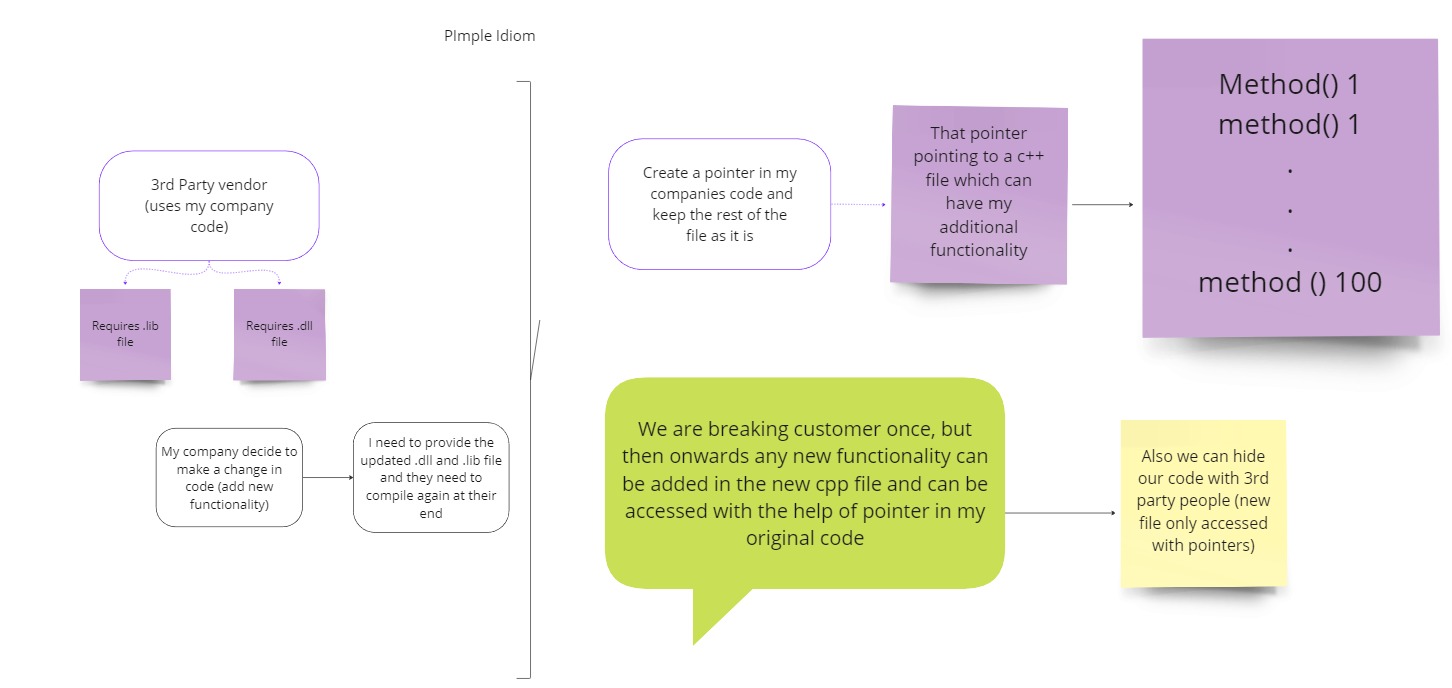 PImple Idiom
3rd Party vendor
(uses my company
code)
Requires .lib
file
Requires .dll
file
My company decide to
make a change in
code (add new
functionality)
I need to provide the
updated .dll and .lib file
and they need to
compile again at their
end
Create a pointer in my
companies code and
keep the rest of the
file as it is
That pointer
pointing to a c++
file which can
have my
additional
functionality
Method() 1
method() 1
.
.
.
method () 100
We are breaking customer once, but
then onwards any new functionality can
be added in the new cpp file and can be
accessed with the help of pointer in my
original code
Also we can hide
our code with 3rd
party people (new
file only accessed
with pointers)